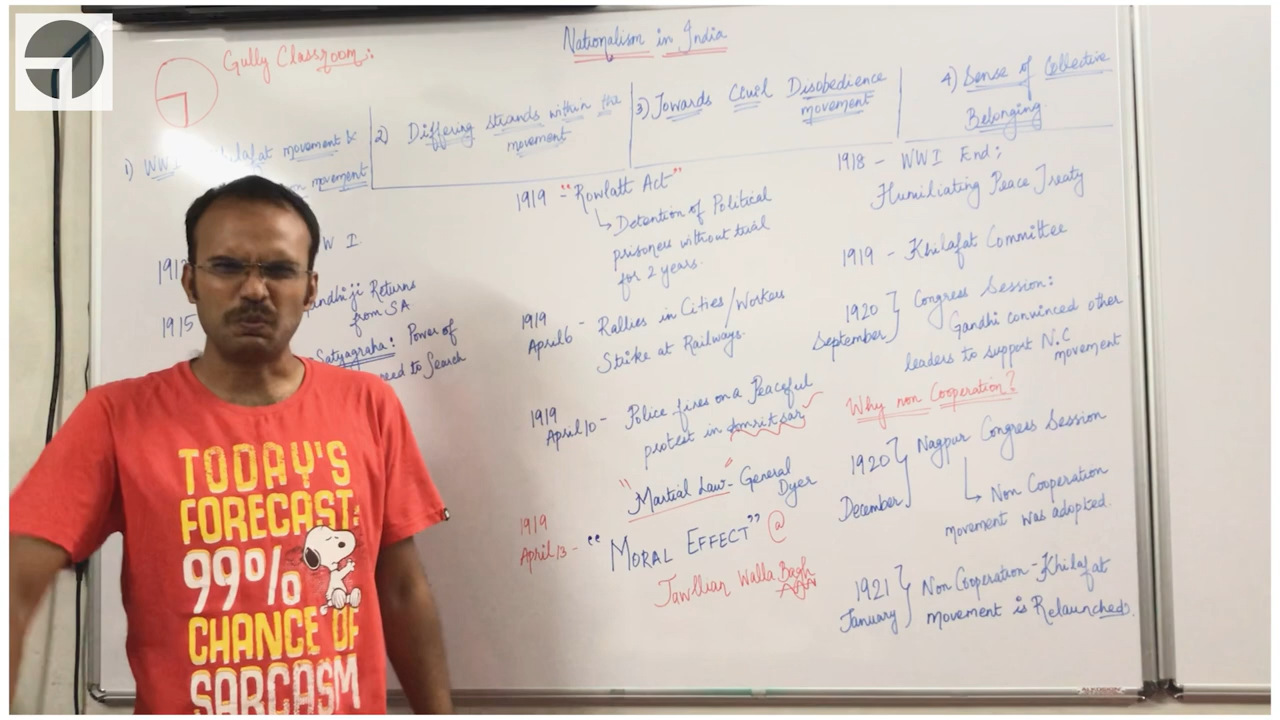 Gully Classroom:
Nationalism in India
1) WWI Khilafat movement &
movement
2) Differing strands within the
movement
3) Towards Civil Disobedience
movement
4) Sense of Collective
Belonging.
W I.
1915
Gandhiji Returns
from SA
Satyagraha: Power of
need to Search
1919 - "Rowlatt Act"
Detention of Political
prisoners without trial
for 2 years.
1919
April 6 - Rallies in Cities/Workers
Strike at Railways.
1919
April 10 - Police fires on a Peaceful
protest in Amritsar
"Martial Law" - General
Dyer
1919
April 13 - "MORAL EFFECT" @
Jawllian Walla Bagh
1918 - WWI End;
Humiliating Peace Treaty
1919 - Khilafat Committee
1920
September } Congress Session:
Gandhi convinced other
leaders to support N.C
movement
Why non Cooperation?
1920
December } Nagpur Congress Session
Non Cooperation
movement was adopted.
1921
January } Non Cooperation - Khilafat
movement is Relaunched.
TODAY'S
FORECAST:
99%
CHANCE OF
SARCASM